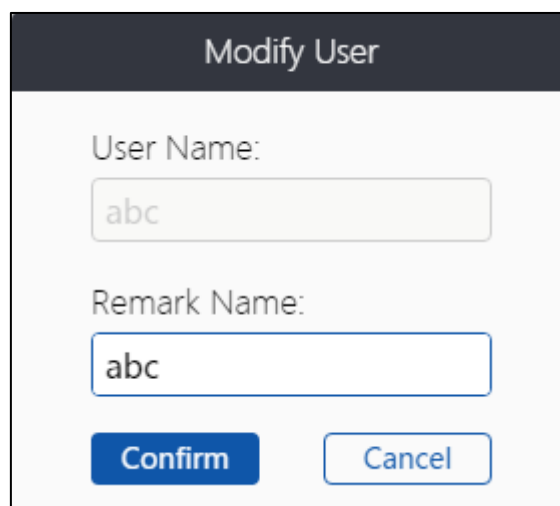 Modify User
User Name:
abc
Remark Name:
abc
Confirm
Cancel